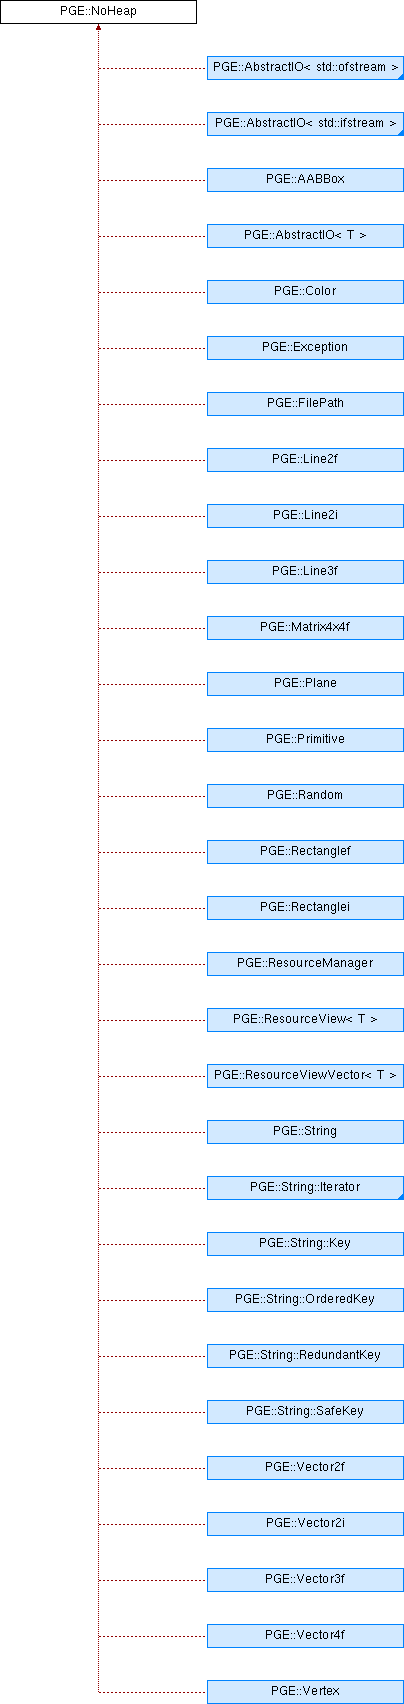 PGE::NoHeap
PGE::AbstractIO< std::ofstream >
PGE::AbstractIO< std::ifstream >
PGE::AABBox
PGE::AbstractIO< T >
PGE::Color
PGE::Exception
PGE::FilePath
PGE::Line2f
PGE::Line2i
PGE::Line3f
PGE::Matrix4x4f
PGE::Plane
PGE::Primitive
PGE::Random
PGE::Rectanglef
PGE::Rectanglei
PGE::ResourceManager
PGE::ResourceView< T >
PGE::ResourceViewVector< T >
PGE::String
PGE::String::Iterator
PGE::String::Key
PGE::String::OrderedKey
PGE::String::RedundantKey
PGE::String::SafeKey
PGE::Vector2f
PGE::Vector2i
PGE::Vector3f
PGE::Vector4f
PGE::Vertex